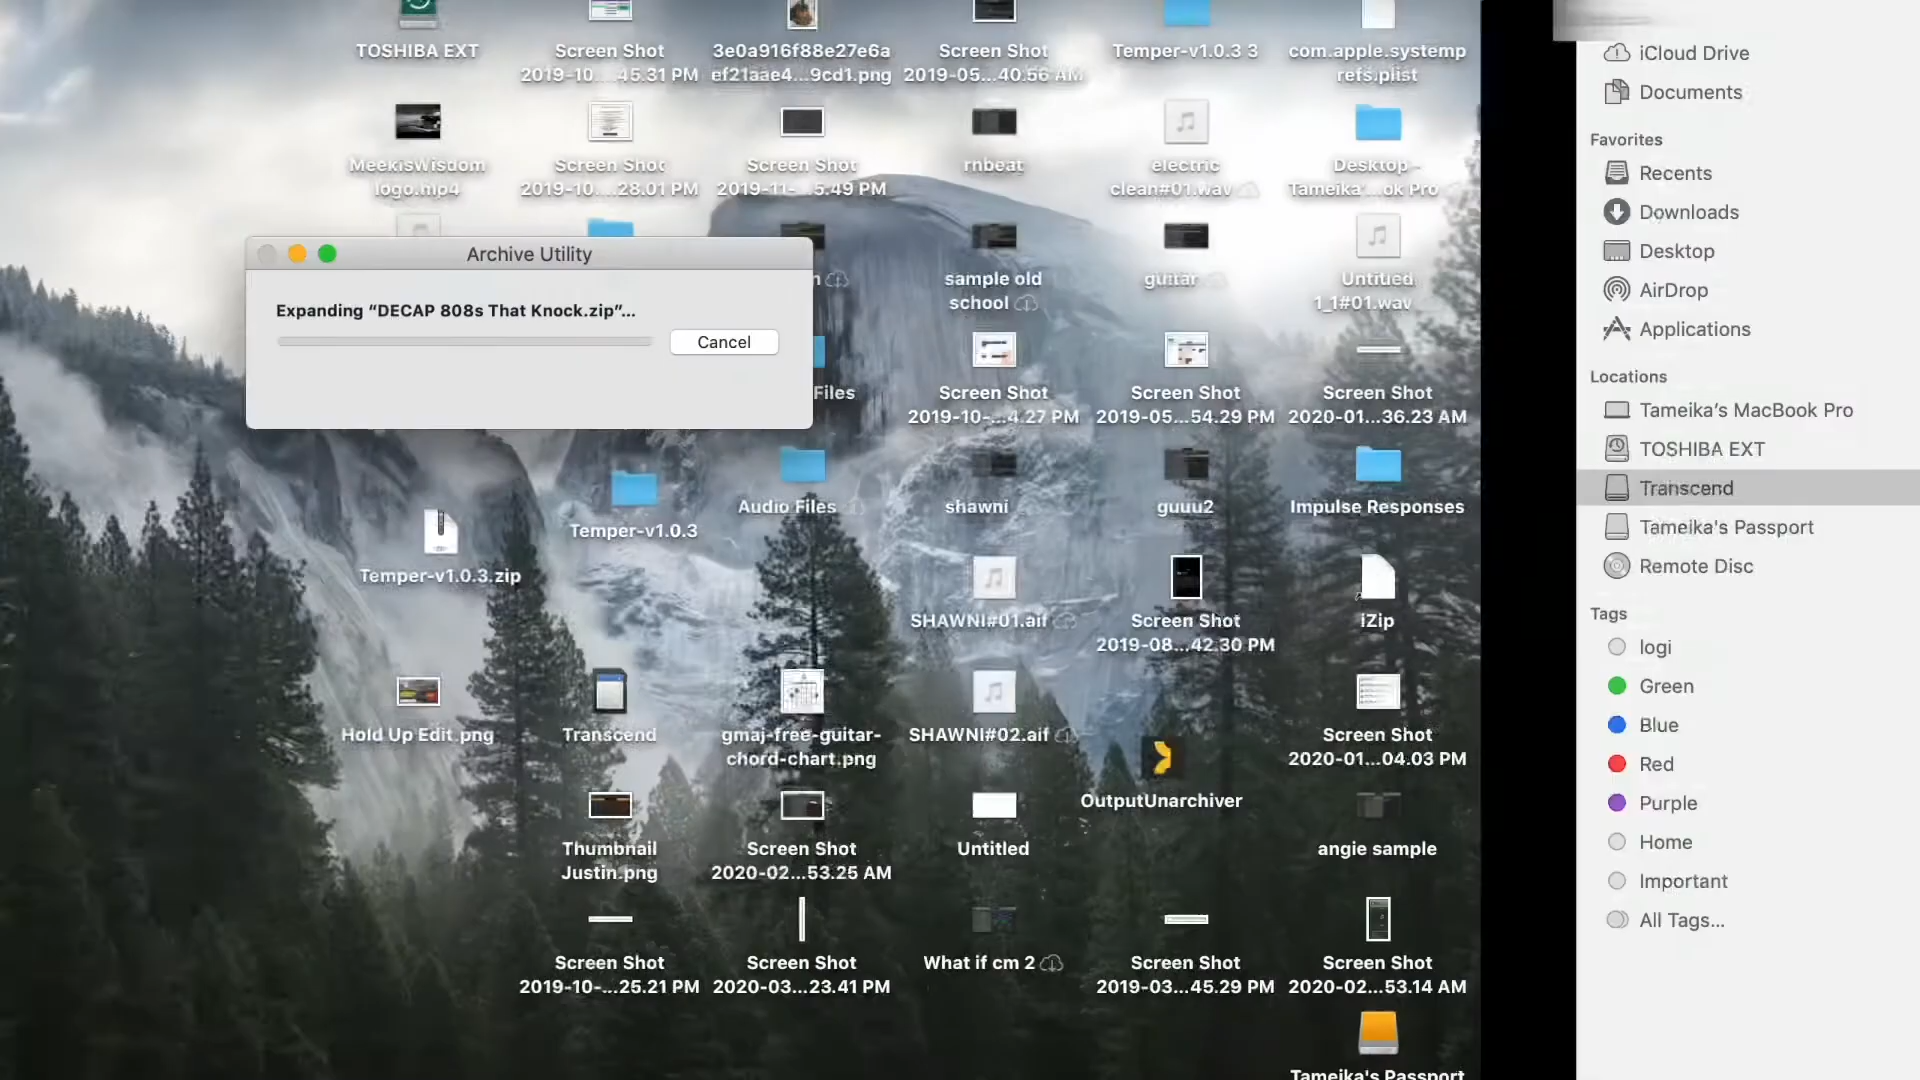 TOSHIBA EXT
Screen Shot
2019-10....45.31 PM
3e0a916f88e27e6a
ef21aae4...9cd1.png
Screen Shot
2019-05...40.56 AM
Temper-v1.0.3 3
com.apple.systemp
refs.plist
MeekisWisdom
logo.mp4
Screen Shot
2019-10....28.01 PM
Screen Shot
2019-11-...5.49 PM
rnbeat
electric
clean#01.wav
Desktop -
Tameika'...ok Pro
Archive Utility
Expanding “DECAP 808s That Knock.zip”...
Cancel
n
sample old
school
guitar
Untitled
1_1#01.wav
Files
Screen Shot
2019-10-...4.27 PM
Screen Shot
2019-05...54.29 PM
Screen Shot
2020-01...36.23 AM
Temper-v1.0.3.zip
Temper-v1.0.3
Audio Files
shawni
guuu2
Impulse Responses
SHAWNI#01.aif
Screen Shot
2019-08...42.30 PM
iZip
Hold Up Edit.png
Transcend
gmaj-free-guitar-
chord-chart.png
SHAWNI#02.aif
OutputUnarchiver
Screen Shot
2020-01...04.03 PM
Thumbnail
Justin.png
Screen Shot
2020-02...53.25 AM
Untitled
angie sample
Screen Shot
2019-10-...25.21 PM
Screen Shot
2020-03...23.41 PM
What if cm 2
Screen Shot
2019-03...45.29 PM
Screen Shot
2020-02...53.14 AM
Tameika's Passport
iCloud Drive
Documents
Favorites
Recents
Downloads
Desktop
AirDrop
Applications
Locations
Tameika’s MacBook Pro
TOSHIBA EXT
Transcend
Tameika's Passport
Remote Disc
Tags
logi
Green
Blue
Red
Purple
Home
Important
All Tags...